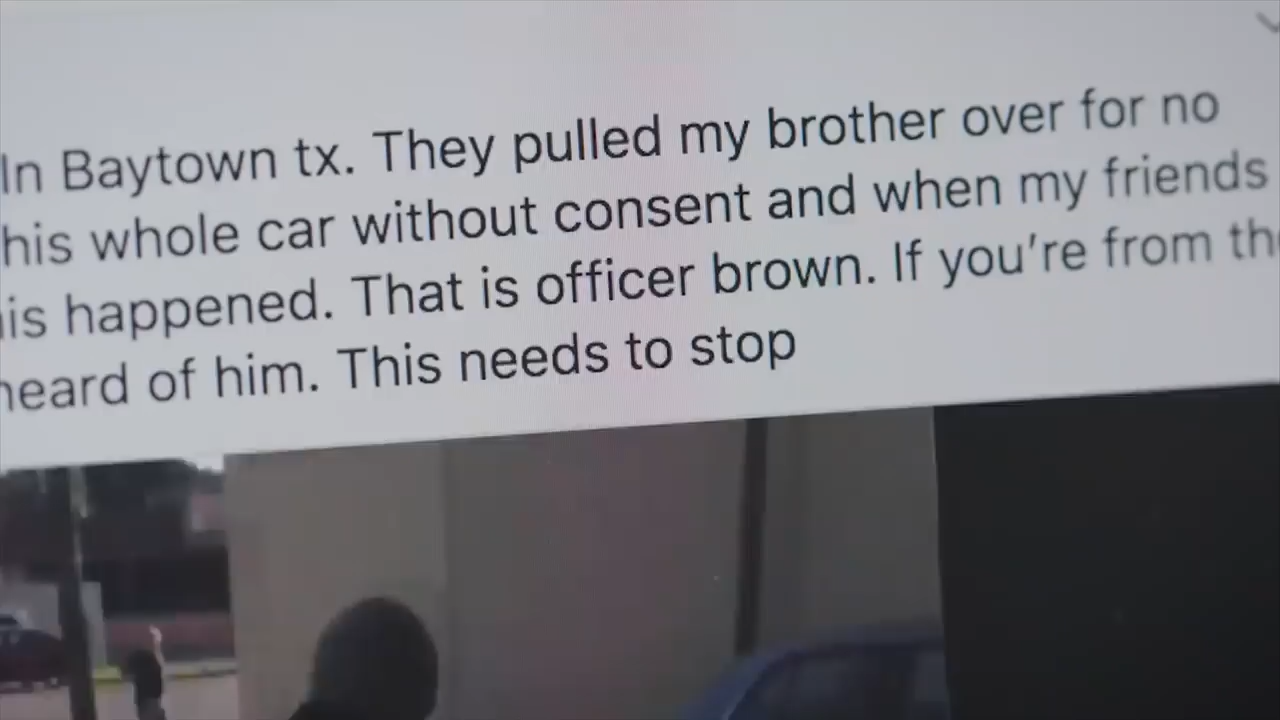 In Baytown tx. They pulled my brother over for no
his whole car without consent and when my friends
is happened. That is officer brown. If you're from th
heard of him. This needs to stop